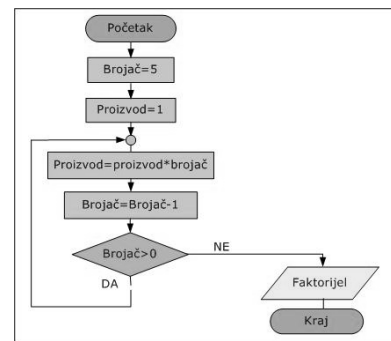 Početak
Brojač=5
Proizvod=1
Proizvod=proizvod*brojač
Brojač=Brojač-1
Brojač>0
NE
DA
Faktorijel
Kraj